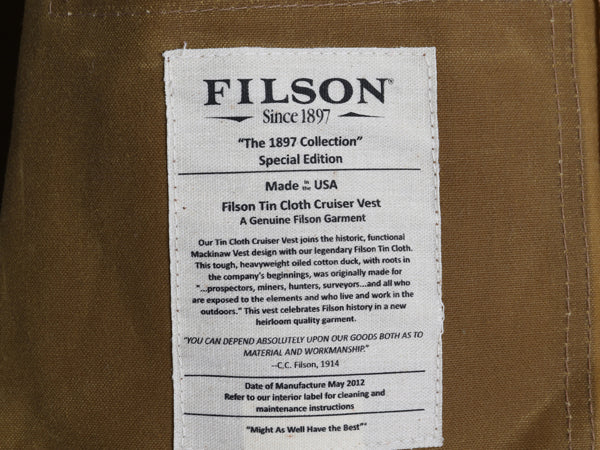 FILSON®
Since 1897
"The 1897 Collection"
Special Edition
Made in the USA
Filson Tin Cloth Cruiser Vest
A Genuine Filson Garment
Our Tin Cloth Cruiser Vest joins the historic, functional
Mackinaw Vest design with our legendary Filson Tin Cloth.
This tough, heavyweight oiled cotton duck, with roots in
the company's beginnings, was originally made for
"...prospectors, miners, hunters, surveyors...and all who
are exposed to the elements and who live and work in the
outdoors." This vest celebrates Filson history in a new
heirloom quality garment.
"YOU CAN DEPEND ABSOLUTELY UPON OUR GOODS BOTH AS TO
MATERIAL AND WORKMANSHIP."
--C.C. Filson, 1914
Date of Manufacture May 2012
Refer to our interior label for cleaning and
maintenance instructions
"Might As Well Have the Best"®